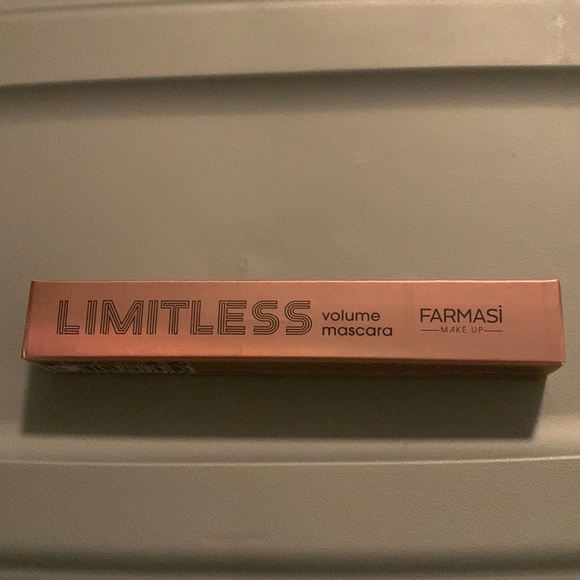 LIMITLESS
volume
mascara
FARMASİ
MAKE UP